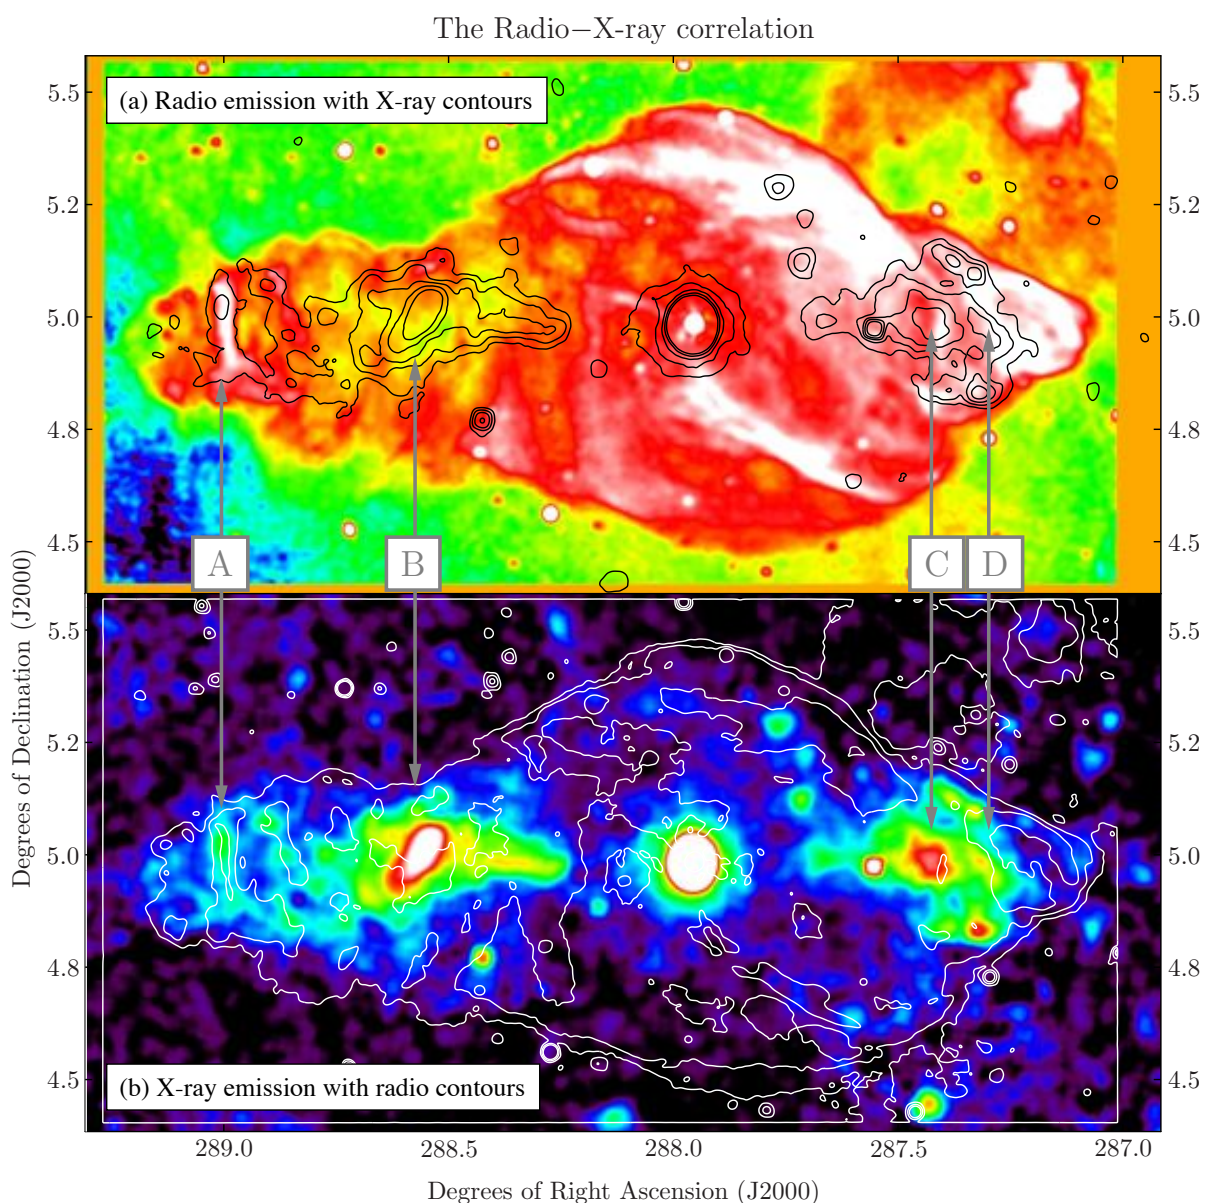 The Radio−X-ray correlation
(a) Radio emission with X-ray contours
5.5
5.2
5.0
4.8
4.5
5.5
5.2
5.0
4.8
4.5
A
B
C
D
5.5
5.2
5.0
4.8
4.5
5.5
5.2
5.0
4.8
4.5
(b) X-ray emission with radio contours
Degrees of Declination (J2000)
289.0
288.5
288.0
287.5
287.0
Degrees of Right Ascension (J2000)